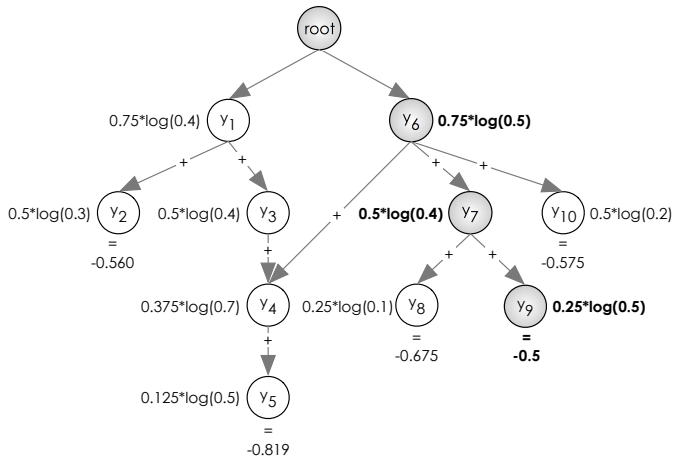 root
0.75*log(0.4) y1 y6 0.75*log(0.5)
+ + + +
0.5*log(0.3) y2 0.5*log(0.4) y3 + 0.5*log(0.4) y7 y10 0.5*log(0.2)
= + =
-0.560 + + -0.575
0.375*log(0.7) y4 0.25*log(0.1) y8 y9 0.25*log(0.5)
+ = =
-0.675 -0.5
0.125*log(0.5) y5
=
-0.819